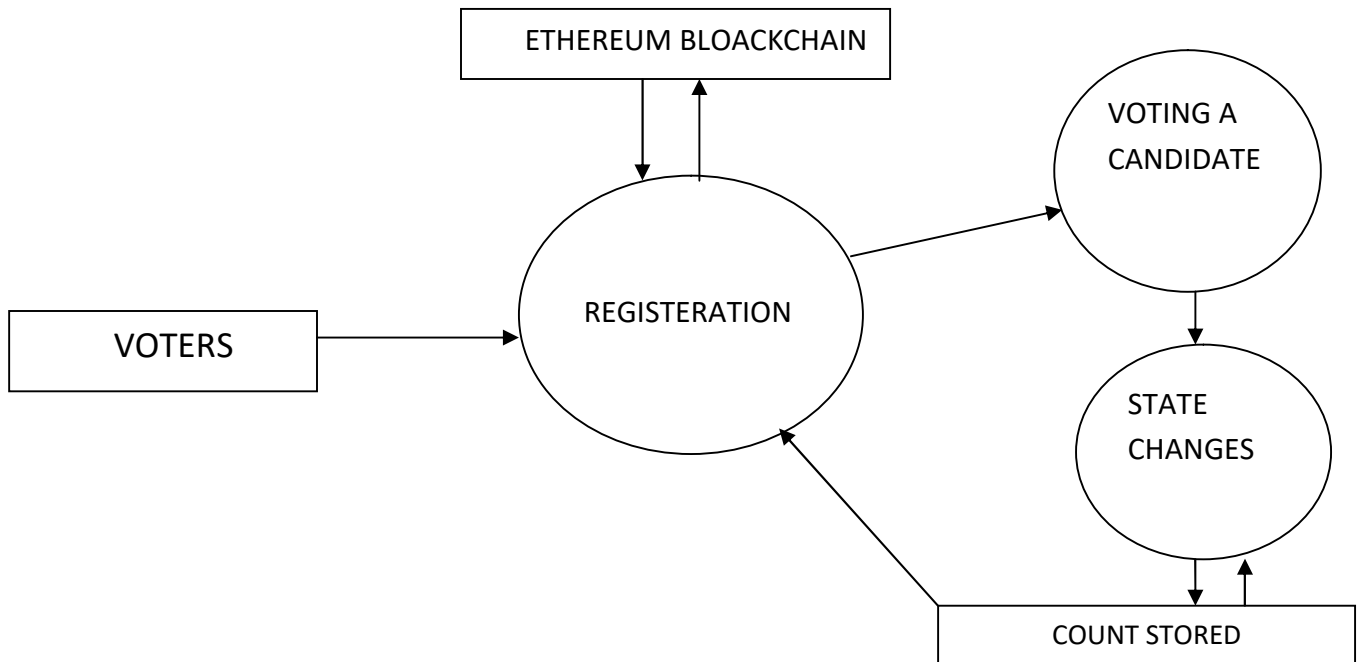 ETHEREUM BLOACKCHAIN
VOTING A
CANDIDATE
REGISTERATION
VOTERS
STATE
CHANGES
COUNT STORED